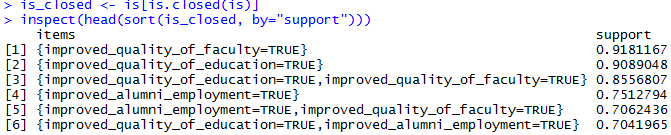 > is_closed <- is[is.closed(is)]
> inspect(head(sort(is_closed, by="support")))
    items                                                            support
[1] {improved_quality_of_faculty=TRUE}                               0.9181167
[2] {improved_quality_of_education=TRUE}                             0.9089048
[3] {improved_quality_of_education=TRUE,improved_quality_of_faculty=TRUE} 0.8556807
[4] {improved_alumni_employment=TRUE}                                0.7512794
[5] {improved_alumni_employment=TRUE,improved_quality_of_faculty=TRUE} 0.7062436
[6] {improved_quality_of_education=TRUE,improved_alumni_employment=TRUE} 0.7041965